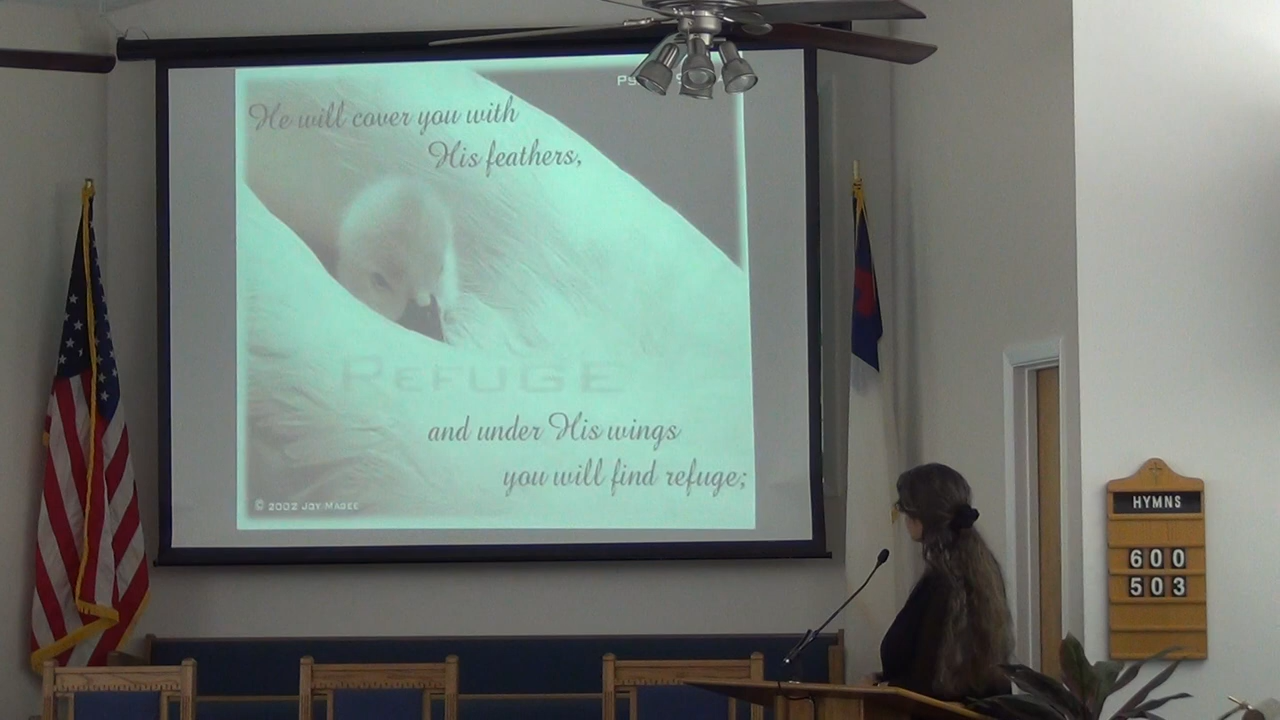 He will cover you with
His feathers,
REFUGE
and under His wings
you will find refuge;
© 2002 JOY MAGEE
HYMNS
600
503